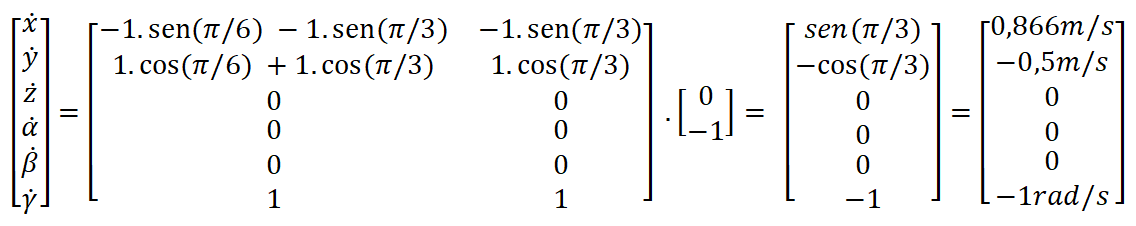 [ẋ ẏ ż α̇ β̇ γ̇] = [−1.sen(π/6) −1.sen(π/3)   −1.sen(π/3)
1.cos(π/6) +1.cos(π/3)   1.cos(π/3)
0   0
0   0
0   0
1   1] . [0
−1] = [sen(π/3)
−cos(π/3)
0
0
0
−1] = [0,866m/s
−0,5m/s
0
0
0
−1rad/s]